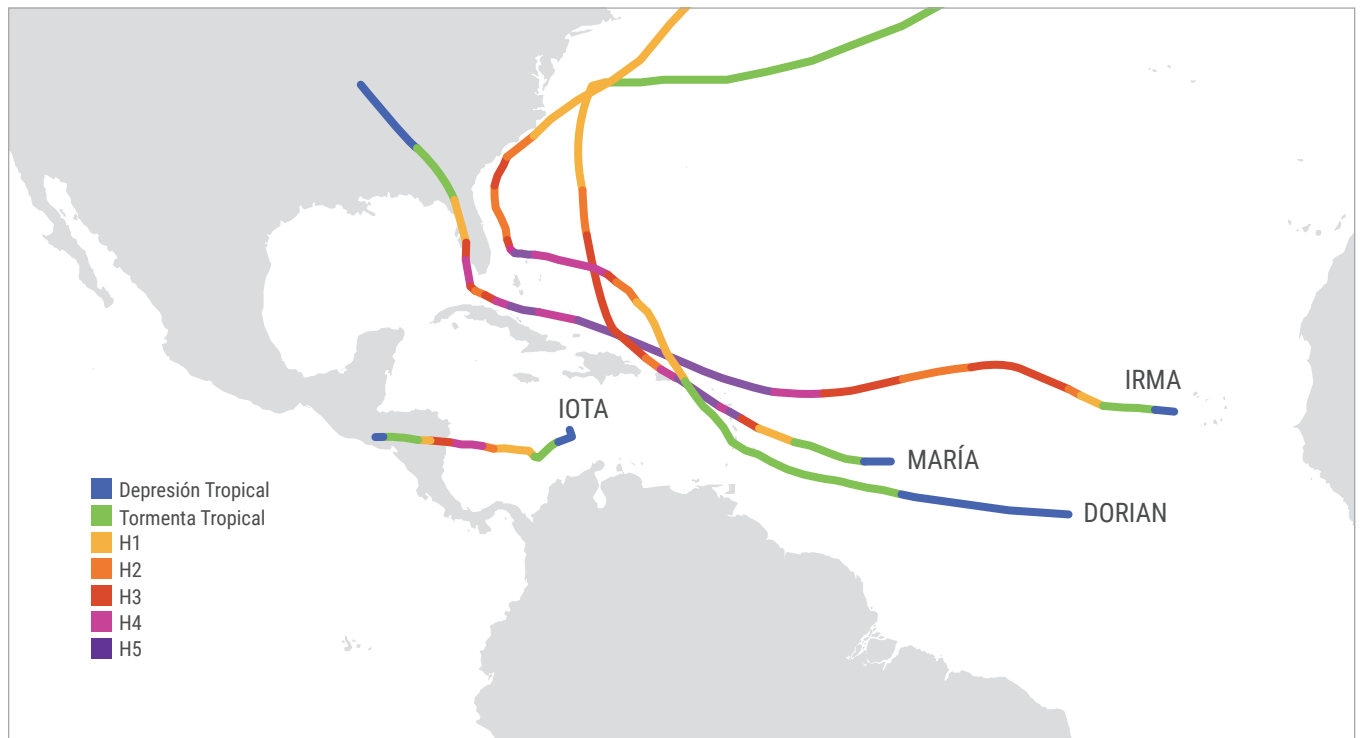 IRMA
IOTA
MARÍA
DORIAN
Depresión Tropical
Tormenta Tropical
H1
H2
H3
H4
H5